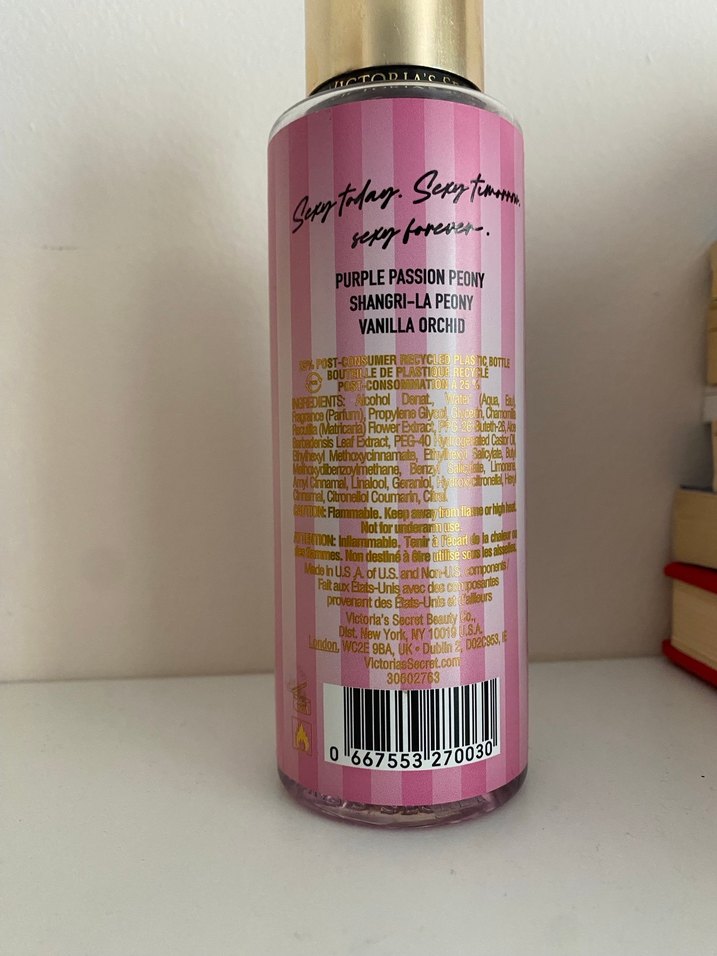 VICTORIA'S SE
Sexy today. Sexy tomorrow.
sexy forever.
PURPLE PASSION PEONY
SHANGRI-LA PEONY
VANILLA ORCHID
25% POST-CONSUMER RECYCLED PLASTIC BOTTLE
BOUTEILLE DE PLASTIQUE RECYCLÉ
POST-CONSOMMATION À 25 %
INGREDIENTS: Alcohol Denat., Water (Aqua, Eau),
Fragrance (Parfum), Propylene Glycol, Glycerin, Chamomilla
Recutita (Matricaria) Flower Extract, PPG-26-Buteth-26, Aloe
Barbadensis Leaf Extract, PEG-40 Hydrogenated Castor Oil,
Ethylhexyl Methoxycinnamate, Ethylhexyl Salicylate, Butyl
Methoxydibenzoylmethane, Benzyl Salicylate, Limonene,
Amyl Cinnamal, Linalool, Geraniol, Hydroxycitronellal, Hexyl
Cinnamal, Citronellol Coumarin, Citral.
CAUTION: Flammable. Keep away from flame or high heat.
Not for underarm use.
ATTENTION: Inflammable. Tenir à l'écart de la chaleur ou
des flammes. Non destiné à être utilisé sous les aisselles.
Made in U.S.A. of U.S. and Non-U.S. components /
Fait aux États-Unis avec des composantes
provenant des États-Unis et d'ailleurs
Victoria's Secret Beauty Co.,
Dist. New York, NY 10019 U.S.A.
London, WC2E 9BA, UK • Dublin 2, D02C953, IE
VictoriasSecret.com
30602763
0 667553 270030